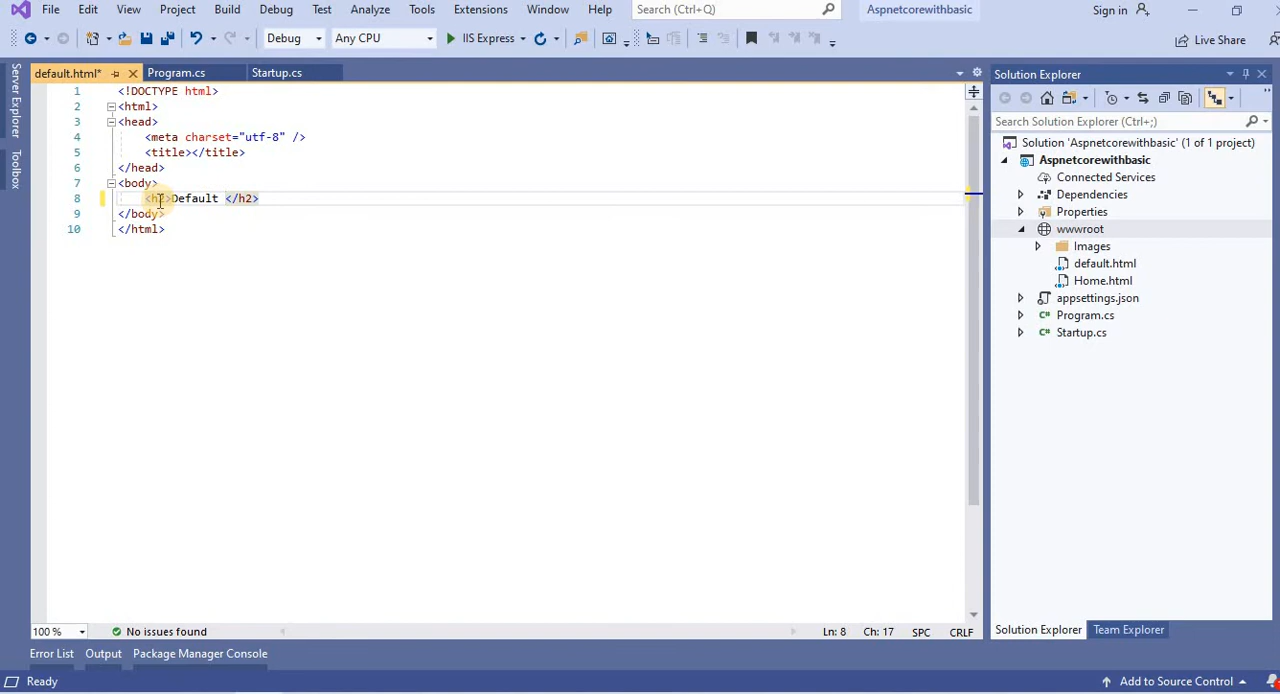 File Edit View Project Build Debug Test Analyze Tools Extensions Window Help Search (Ctrl+Q) Aspnetcorewithbasic Sign in
Debug Any CPU IIS Express Live Share
Server Explorer
Toolbox
default.html* Program.cs Startup.cs
1 <!DOCTYPE html>
2 <html>
3 <head>
4 <meta charset="utf-8" />
5 <title></title>
6 </head>
7 <body>
8 <h2>Default </h2>
9 </body>
10 </html>
Solution Explorer
Search Solution Explorer (Ctrl+;)
Solution 'Aspnetcorewithbasic' (1 of 1 project)
Aspnetcorewithbasic
Connected Services
Dependencies
Properties
wwwroot
Images
default.html
Home.html
appsettings.json
Program.cs
Startup.cs
100 % No issues found Ln: 8 Ch: 17 SPC CRLF
Solution Explorer Team Explorer
Error List Output Package Manager Console
Ready Add to Source Control